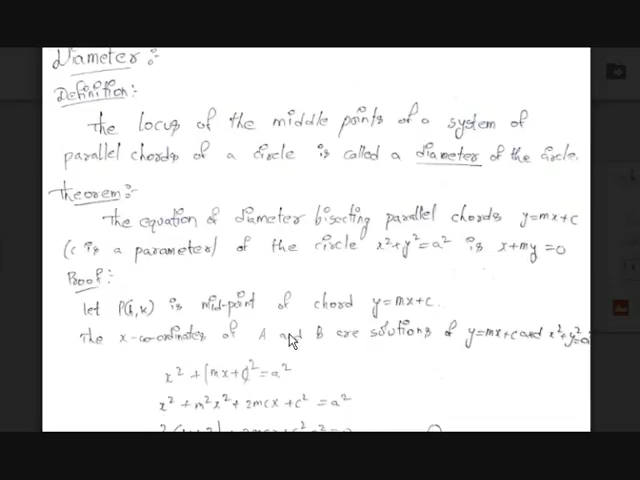 Diameter:-
Definition:-
The locus of the middle points of a system of
parallel chords of a circle is called a diameter of the circle.
Theorem:-
The equation of diameter bisecting parallel chords y=mx+c
(c is a parameter) of the circle x²+y²=a² is x+my=0
Proof:-
let P(h,k) is mid-point of chord y=mx+c.
The x-coordinates of A and B are solutions of y=mx+c and x²+y²=a²
x²+(mx+c)²=a²
x²+m²x²+2mcx+c²=a²